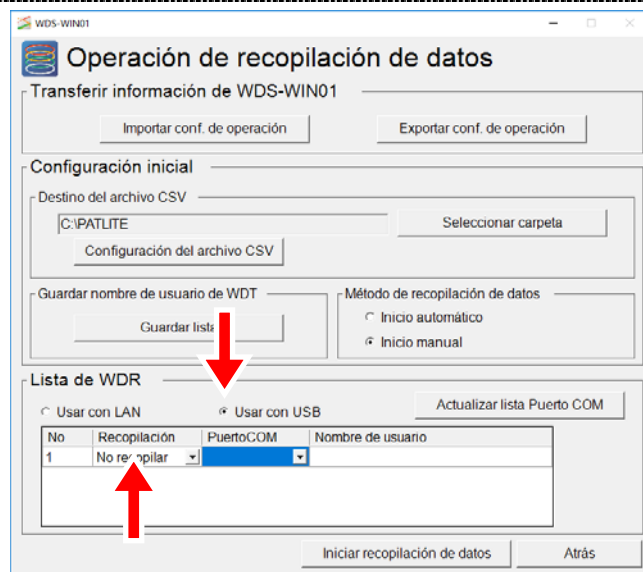 WDS-WIN01
Operación de recopilación de datos
Transferir información de WDS-WIN01
Importar conf. de operación
Exportar conf. de operación
Configuración inicial
Destino del archivo CSV
C:\PATLITE
Seleccionar carpeta
Configuración del archivo CSV
Guardar nombre de usuario de WDT
Guardar lista
Método de recopilación de datos
Inicio automático
Inicio manual
Lista de WDR
Usar con LAN
Usar con USB
Actualizar lista Puerto COM
No Recopilación PuertoCOM Nombre de usuario
1 No recopilar
Iniciar recopilación de datos
Atrás